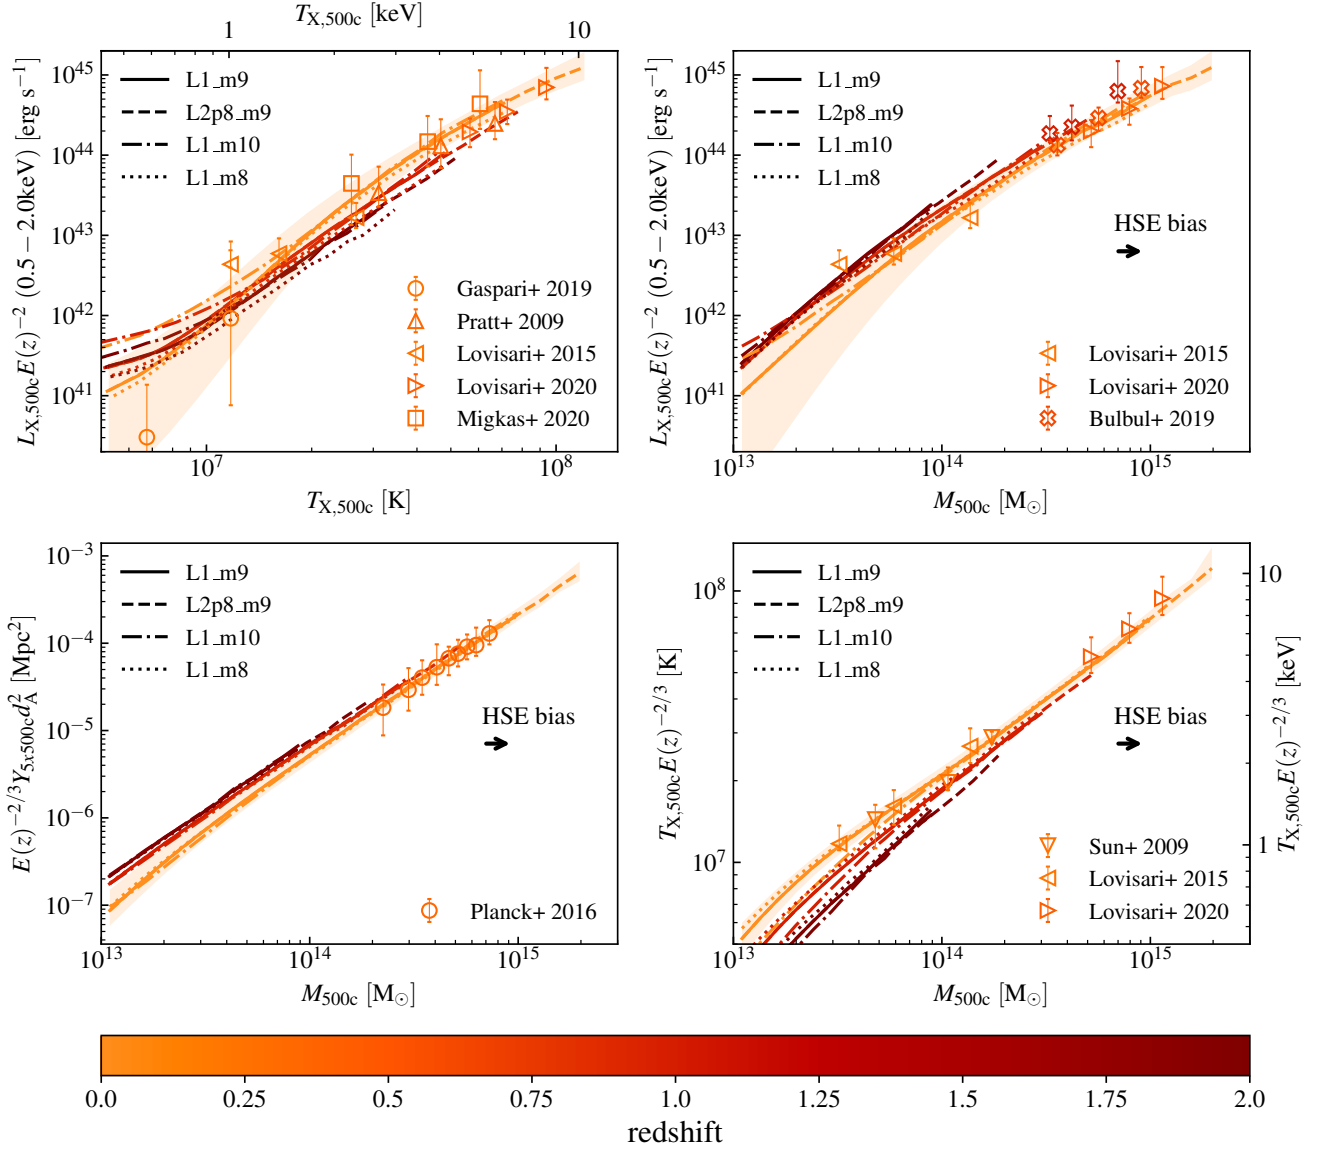 T_X,500c [keV]
1 10
10^45
10^44
10^43
10^42
10^41
L_X,500c E(z)^−2 (0.5 − 2.0keV) [erg s^−1]
L1_m9
L2p8_m9
L1_m10
L1_m8
Gaspari+ 2019
Pratt+ 2009
Lovisari+ 2015
Lovisari+ 2020
Migkas+ 2020
10^7 10^8
T_X,500c [K]
10^45
10^44
10^43
10^42
10^41
L_X,500c E(z)^−2 (0.5 − 2.0keV) [erg s^−1]
L1_m9
L2p8_m9
L1_m10
L1_m8
HSE bias
Lovisari+ 2015
Lovisari+ 2020
Bulbul+ 2019
10^13 10^14 10^15
M_500c [M_⊙]
10^−3
10^−4
10^−5
10^−6
10^−7
E(z)^−2/3 Y_5x500c d_A^2 [Mpc^2]
L1_m9
L2p8_m9
L1_m10
L1_m8
HSE bias
Planck+ 2016
10^13 10^14 10^15
M_500c [M_⊙]
10^8
10^7
T_X,500c E(z)^−2/3 [K]
L1_m9
L2p8_m9
L1_m10
L1_m8
HSE bias
Sun+ 2009
Lovisari+ 2015
Lovisari+ 2020
10
1
T_X,500c E(z)^−2/3 [keV]
10^13 10^14 10^15
M_500c [M_⊙]
0.0 0.25 0.5 0.75 1.0 1.25 1.5 1.75 2.0
redshift